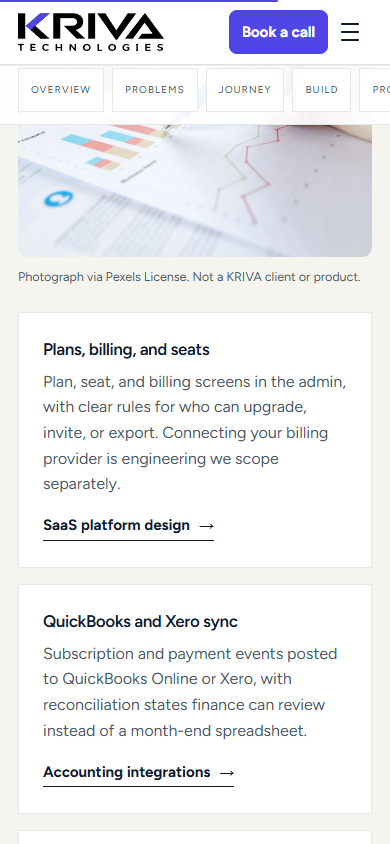 KRIVA
TECHNOLOGIES
Book a call
OVERVIEW
PROBLEMS
JOURNEY
BUILD
Photograph via Pexels License. Not a KRIVA client or product.
Plans, billing, and seats
Plan, seat, and billing screens in the admin,
with clear rules for who can upgrade,
invite, or export. Connecting your billing
provider is engineering we scope
separately.
SaaS platform design →
QuickBooks and Xero sync
Subscription and payment events posted
to QuickBooks Online or Xero, with
reconciliation states finance can review
instead of a month-end spreadsheet.
Accounting integrations →